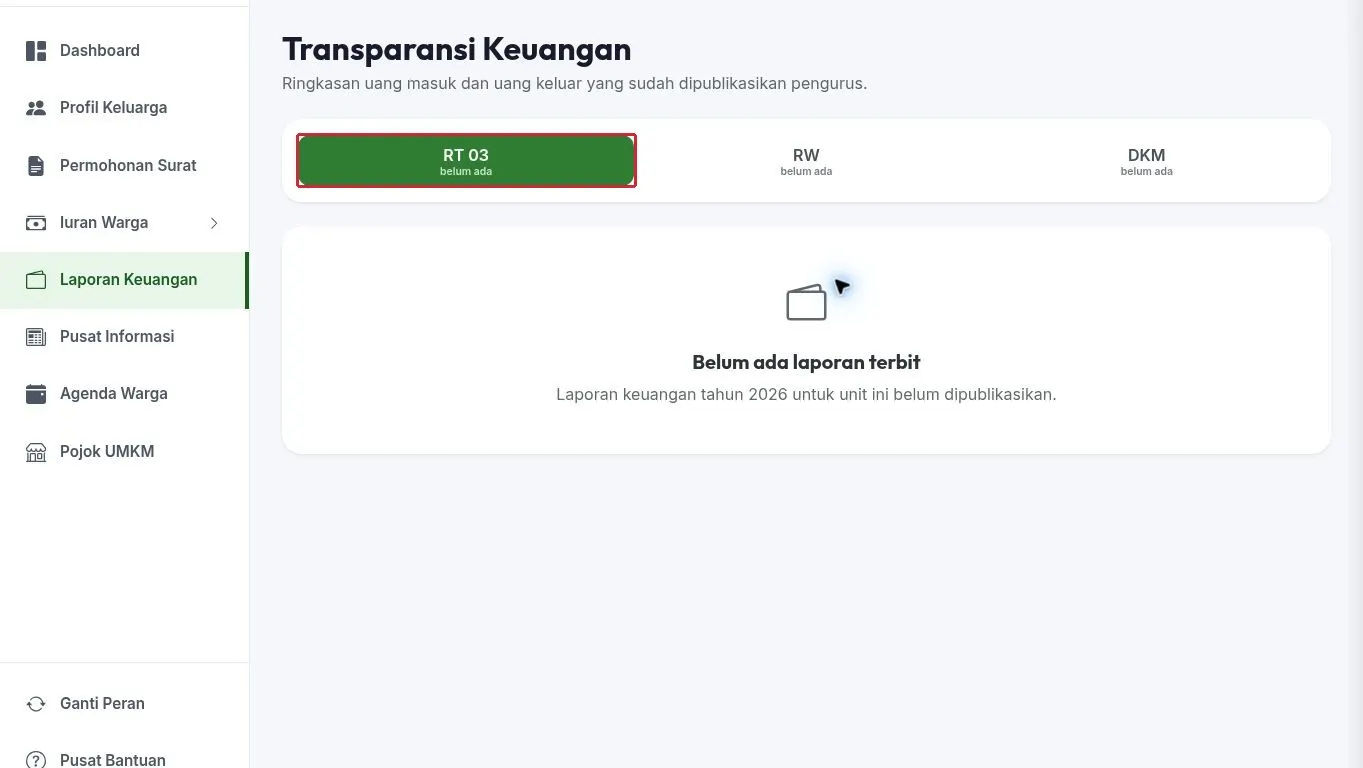 Dashboard
Profil Keluarga
Permohonan Surat
Iuran Warga
Laporan Keuangan
Pusat Informasi
Agenda Warga
Pojok UMKM
Ganti Peran
Pusat Bantuan
Transparansi Keuangan
Ringkasan uang masuk dan uang keluar yang sudah dipublikasikan pengurus.
RT 03
belum ada
RW
belum ada
DKM
belum ada
Belum ada laporan terbit
Laporan keuangan tahun 2026 untuk unit ini belum dipublikasikan.